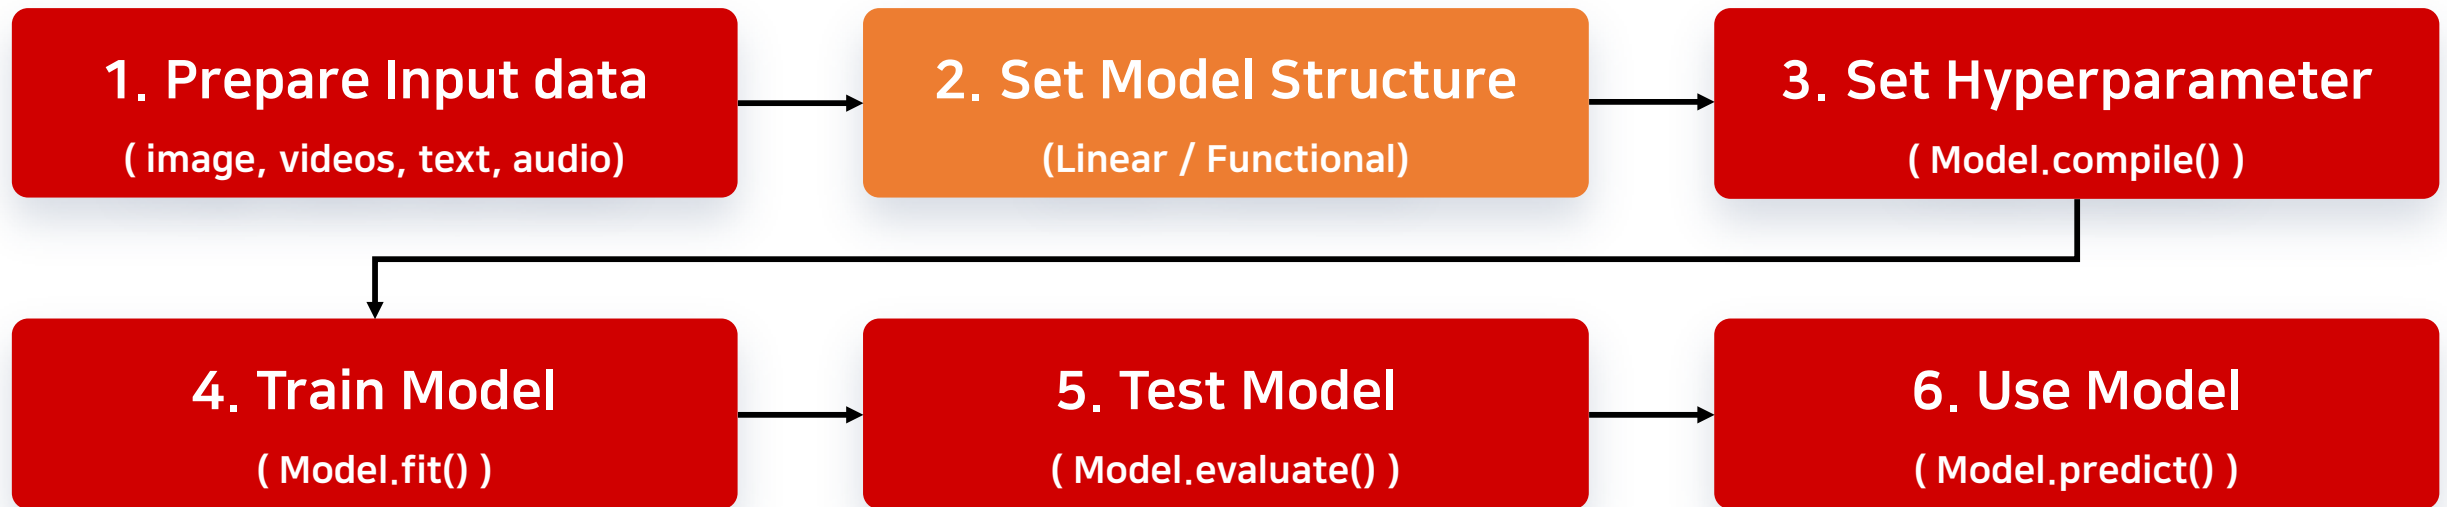 1. Prepare Input data
( image, videos, text, audio)
2. Set Model Structure
(Linear / Functional)
3. Set Hyperparameter
( Model.compile() )
4. Train Model
( Model.fit() )
5. Test Model
( Model.evaluate() )
6. Use Model
( Model.predict() )